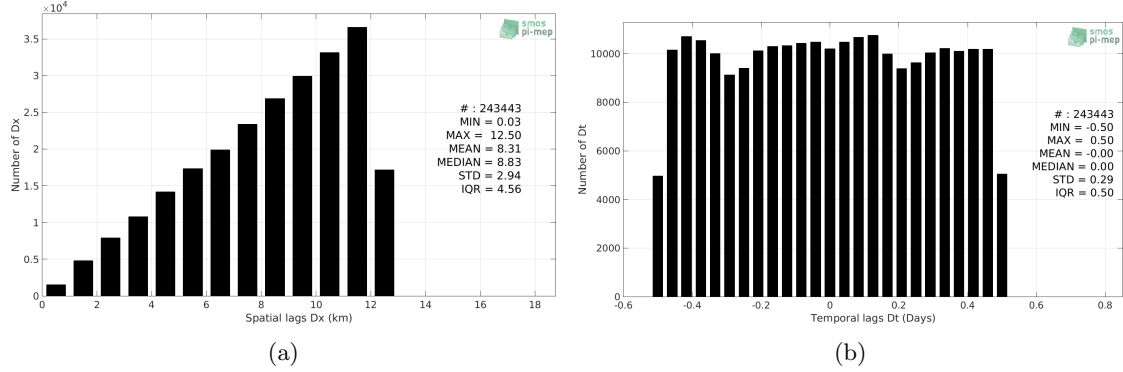 ×10⁴
smos
pi-mep
3.5
3
2.5
2
1.5
1
0.5
0
Number of Dx
# : 243443
MIN = 0.03
MAX = 12.50
MEAN = 8.31
MEDIAN = 8.83
STD = 2.94
IQR = 4.56
0 2 4 6 8 10 12 14 16 18
Spatial lags Dx (km)
(a)
smos
pi-mep
10000
8000
6000
4000
2000
0
Number of Dt
# : 243443
MIN = -0.50
MAX = 0.50
MEAN = -0.00
MEDIAN = 0.00
STD = 0.29
IQR = 0.50
-0.6 -0.4 -0.2 0 0.2 0.4 0.6 0.8
Temporal lags Dt (Days)
(b)